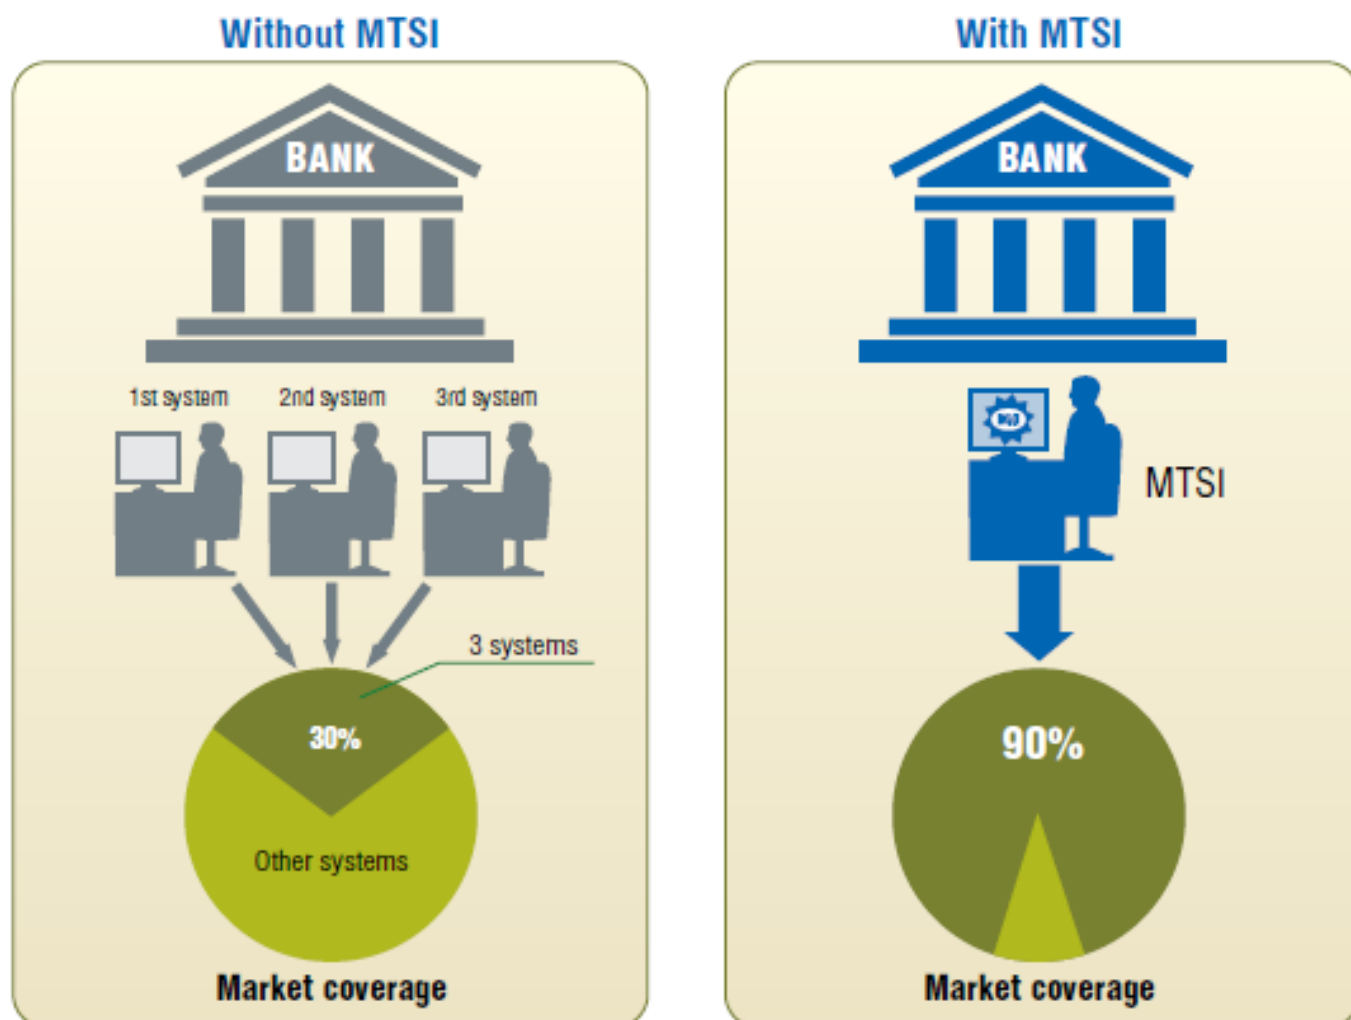 Without MTSI
BANK
1st system 2nd system 3rd system
3 systems
30%
Other systems
Market coverage
With MTSI
BANK
MTSI
90%
Market coverage